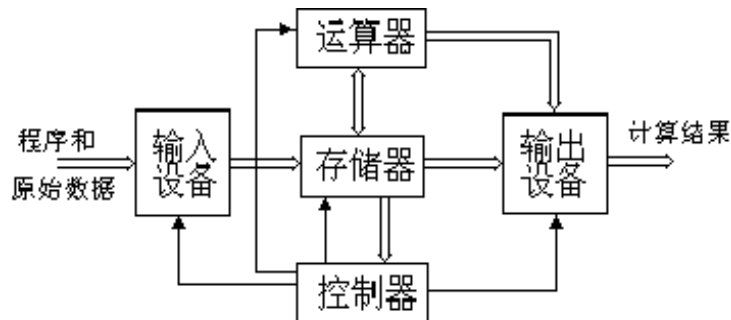 运算器
程序和
原始数据
输入
设备
存储器
输出
设备
计算结果
控制器